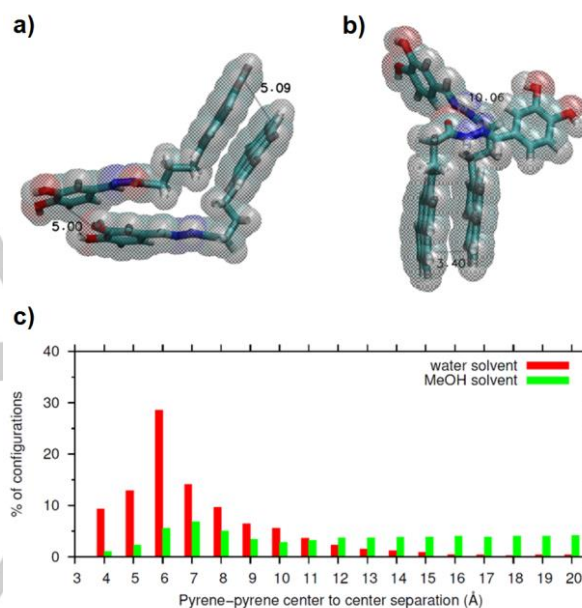 a)
b)
5.09
10.06
5.00
3.40
c)
40
30
20
10
0
% of configurations
water solvent
MeOH solvent
3 4 5 6 7 8 9 10 11 12 13 14 15 16 17 18 19 20
Pyrene−pyrene center to center separation (Å)